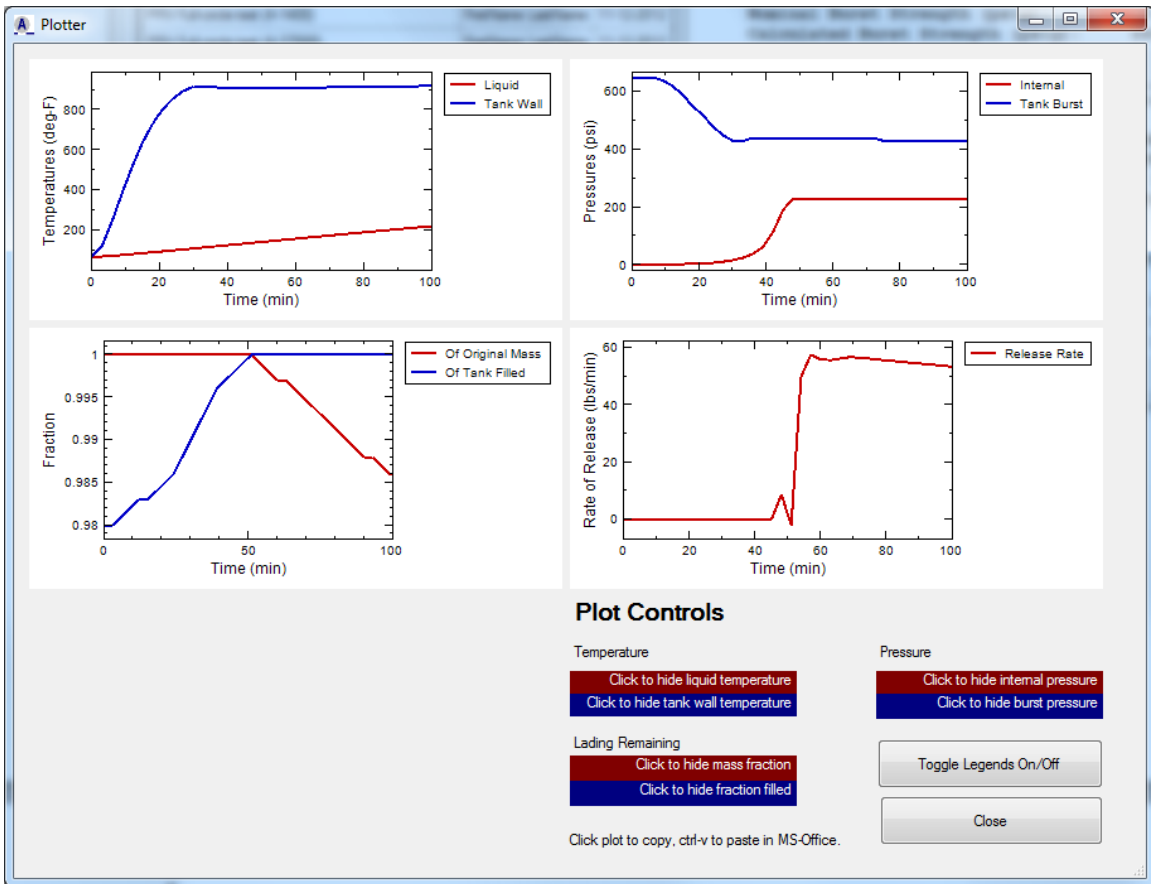 Plotter
Nominal Burst Strength
Calculated Burst Strength
Temperatures (deg-F)
800
600
400
200
0
20
40
60
80
100
Time (min)
Liquid
Tank Wall
Pressures (psi)
600
400
200
0
0
20
40
60
80
100
Time (min)
Internal
Tank Burst
Fraction
1
0.995
0.99
0.985
0.98
0
50
100
Time (min)
Of Original Mass
Of Tank Filled
Rate of Release (lbs/min)
60
40
20
0
0
20
40
60
80
100
Time (min)
Release Rate
Plot Controls
Temperature
Click to hide liquid temperature
Click to hide tank wall temperature
Pressure
Click to hide internal pressure
Click to hide burst pressure
Lading Remaining
Click to hide mass fraction
Click to hide fraction filled
Toggle Legends On/Off
Close
Click plot to copy, ctrl-v to paste in MS-Office.